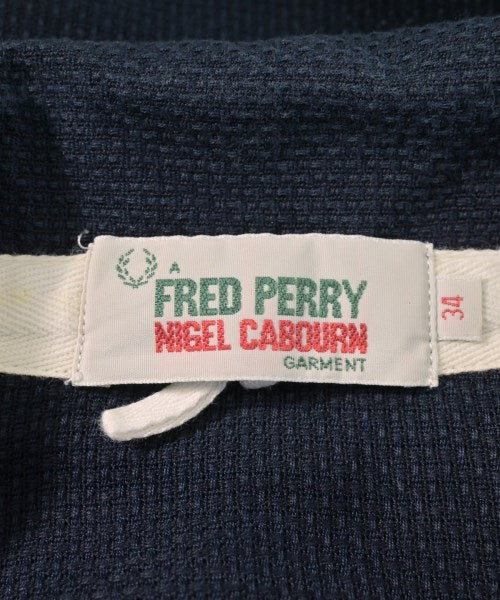 A
FRED PERRY
NIGEL CABOURN
GARMENT
34